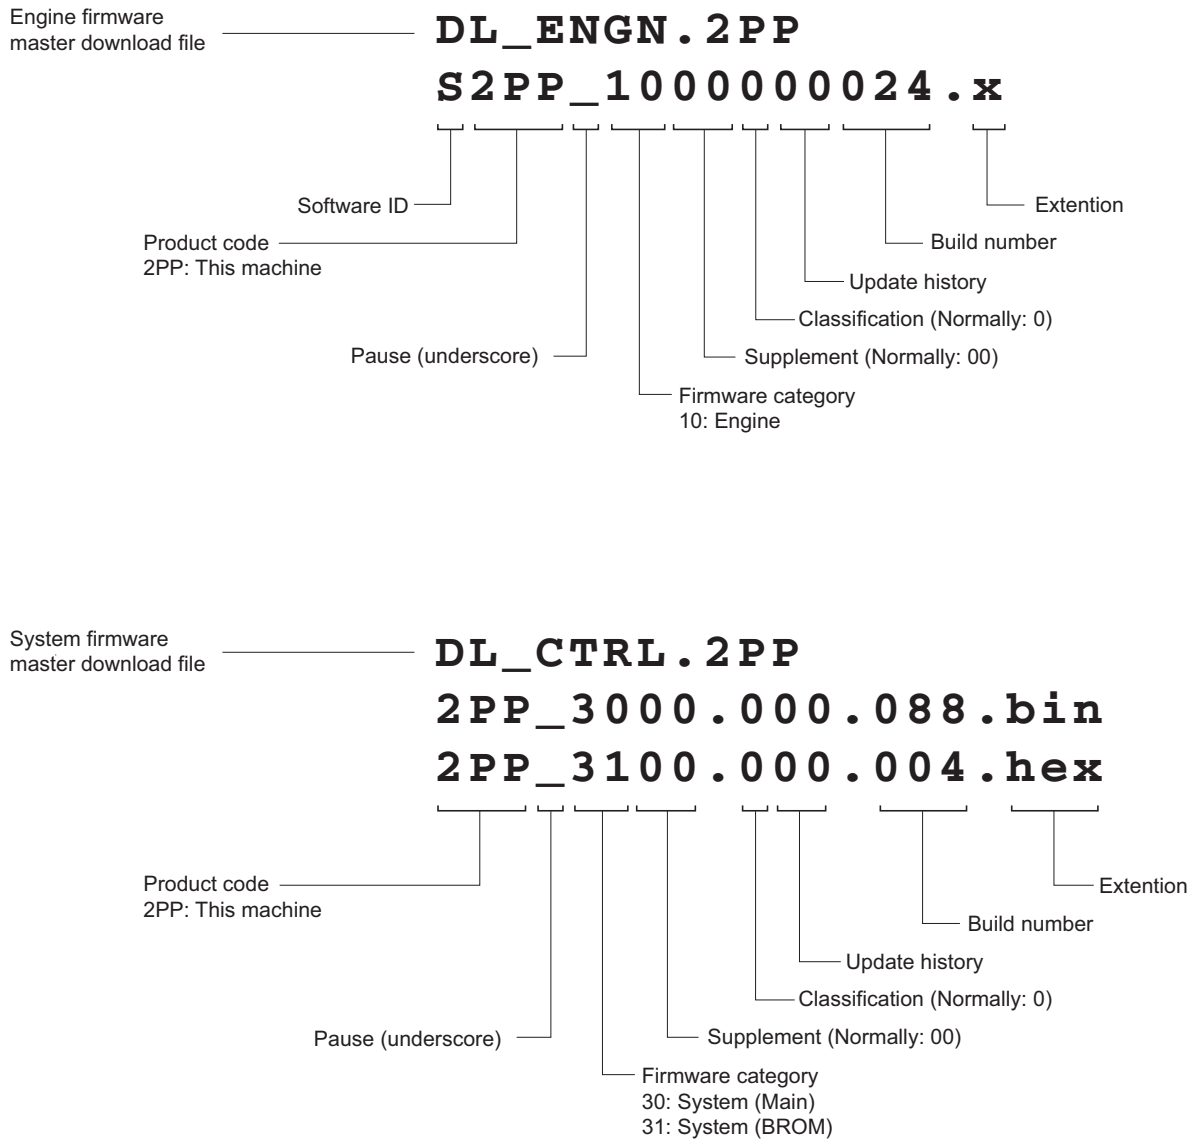 Engine firmware
master download file
DL_ENGN.2PP
S2PP_1000000024.x
Software ID
Extention
Product code
2PP: This machine
Build number
Update history
Classification (Normally: 0)
Pause (underscore)
Supplement (Normally: 00)
Firmware category
10: Engine
System firmware
master download file
DL_CTRL.2PP
2PP_3000.000.088.bin
2PP_3100.000.004.hex
Product code
2PP: This machine
Extention
Build number
Update history
Classification (Normally: 0)
Pause (underscore)
Supplement (Normally: 00)
Firmware category
30: System (Main)
31: System (BROM)